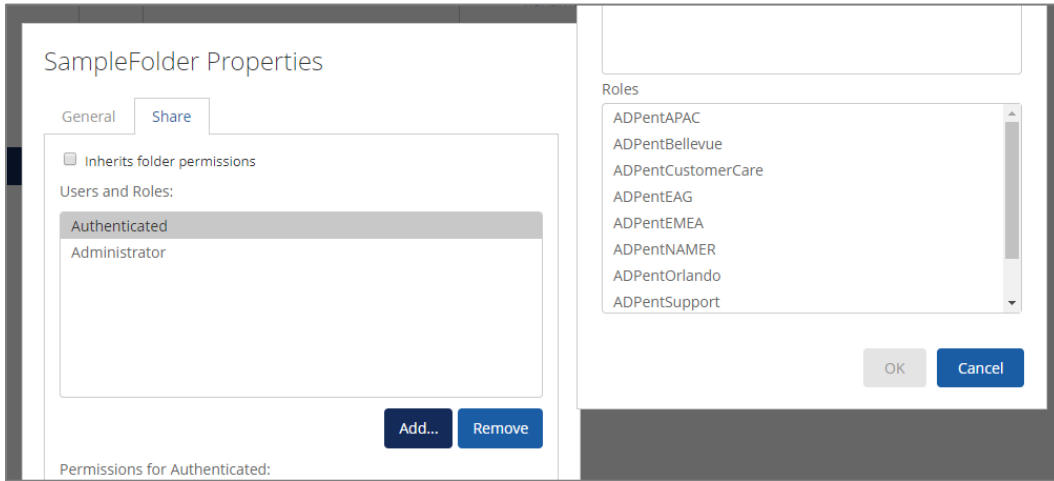 SampleFolder Properties
General
Share
Inherits folder permissions
Users and Roles:
Authenticated
Administrator
Add...
Remove
Permissions for Authenticated:
Roles
ADPentAPAC
ADPentBellevue
ADPentCustomerCare
ADPentEAG
ADPentEMEA
ADPentNAMER
ADPentOrlando
ADPentSupport
OK
Cancel